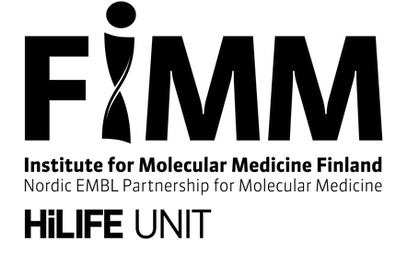 FiMM
Institute for Molecular Medicine Finland
Nordic EMBL Partnership for Molecular Medicine
HiLIFE UNIT